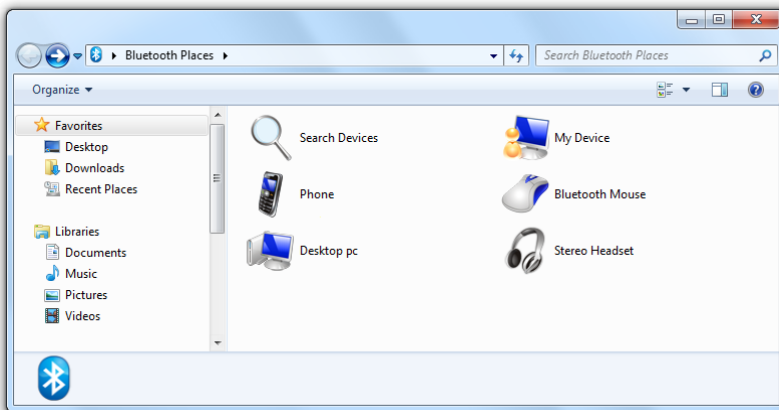 Bluetooth Places
Search Bluetooth Places
Organize
Favorites
Desktop
Downloads
Recent Places
Libraries
Documents
Music
Pictures
Videos
Search Devices
My Device
Phone
Bluetooth Mouse
Desktop pc
Stereo Headset